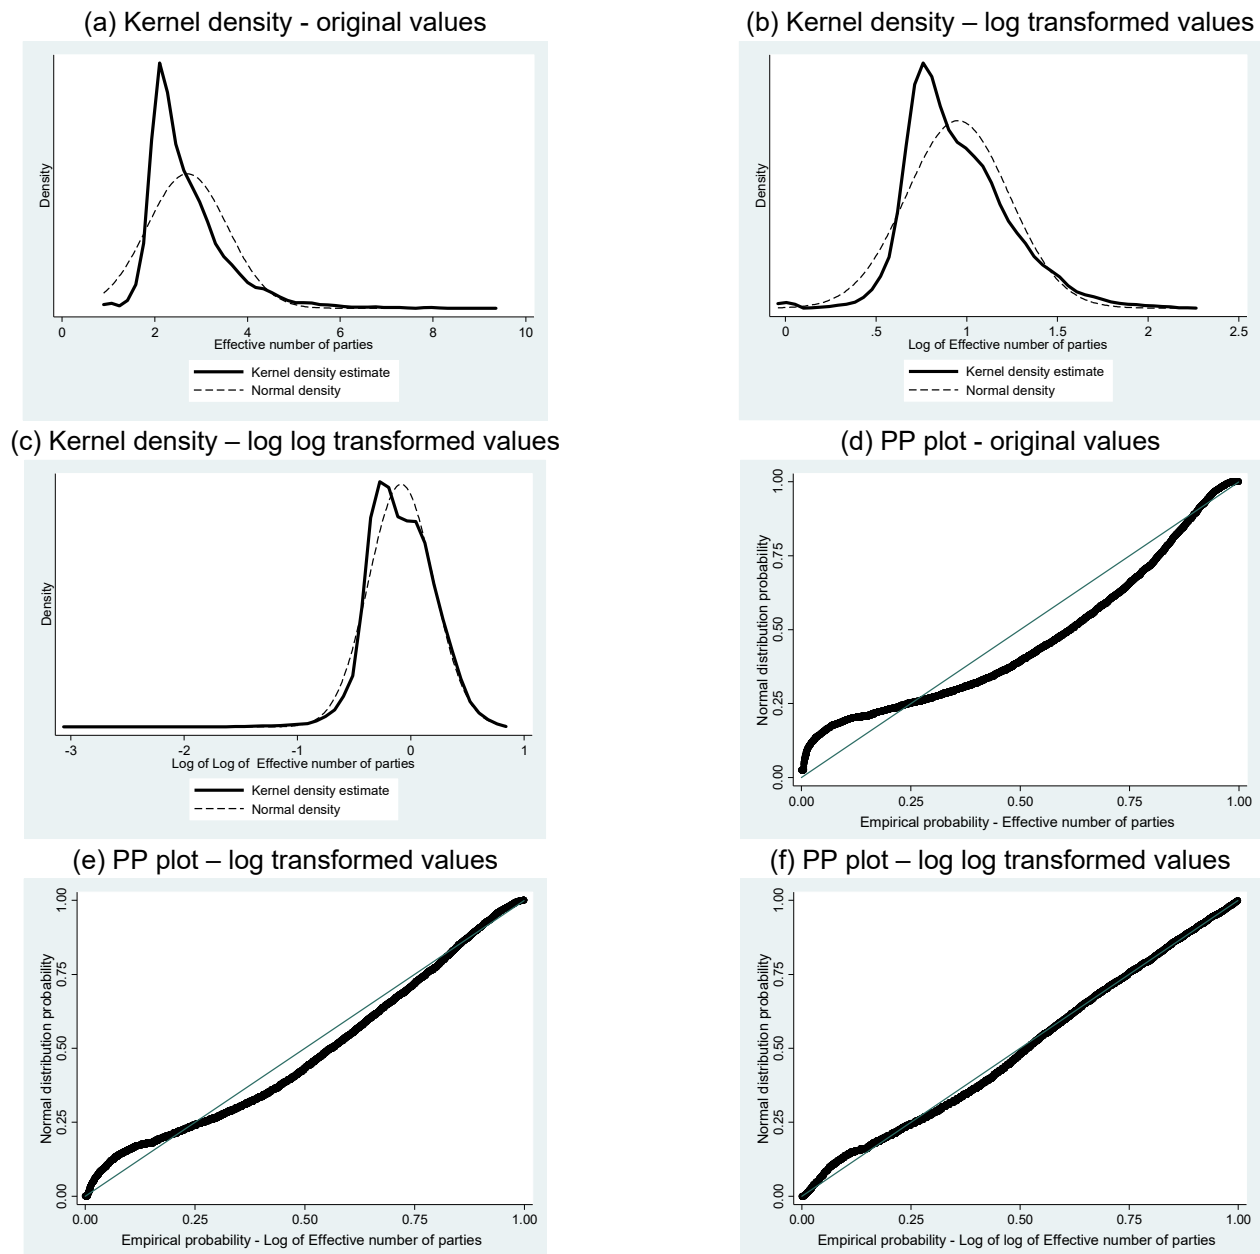 (a) Kernel density - original values
Density
0 2 4 6 8 10
Effective number of parties
Kernel density estimate
Normal density
(b) Kernel density – log transformed values
Density
0 .5 1 1.5 2 2.5
Log of Effective number of parties
Kernel density estimate
Normal density
(c) Kernel density – log log transformed values
Density
-3 -2 -1 0 1
Log of Log of  Effective number of parties
Kernel density estimate
Normal density
(d) PP plot - original values
Normal distribution probability
0.00 0.25 0.50 0.75 1.00
0.00 0.25 0.50 0.75 1.00
Empirical probability - Effective number of parties
(e) PP plot – log transformed values
Normal distribution probability
0.00 0.25 0.50 0.75 1.00
0.00 0.25 0.50 0.75 1.00
Empirical probability - Log of Effective number of parties
(f) PP plot – log log transformed values
Normal distribution probability
0.00 0.25 0.50 0.75 1.00
0.00 0.25 0.50 0.75 1.00
Empirical probability - Log of log of Effective number of parties